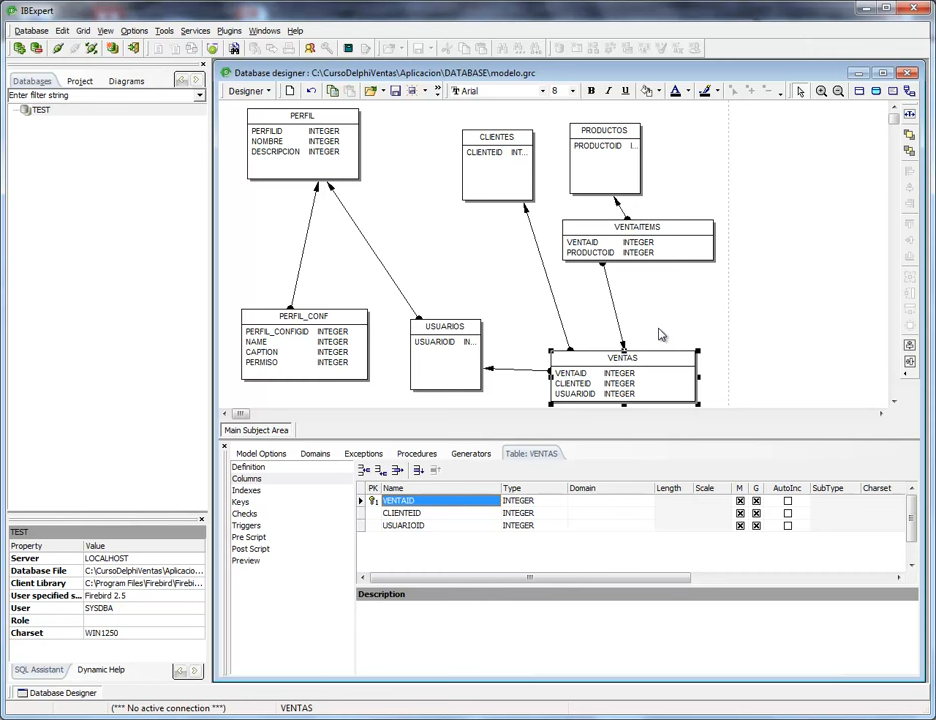 IBExpert
Database Edit Grid View Options Tools Services Plugins Windows Help
Databases Project Diagrams
Enter filter string
TEST
Database designer: C:\CursoDelphiVentas\Aplicacion\DATABASE\modelo.grc
Designer Arial 8 B I U A
PERFIL
PERFILID INTEGER
NOMBRE INTEGER
DESCRIPCION INTEGER
CLIENTES
CLIENTEID INT...
PRODUCTOS
PRODUCTOID I...
VENTAITEMS
VENTAID INTEGER
PRODUCTOID INTEGER
PERFIL_CONF
PERFIL_CONFIGID INTEGER
NAME INTEGER
CAPTION INTEGER
PERMISO INTEGER
USUARIOS
USUARIOID IN...
VENTAS
VENTAID INTEGER
CLIENTEID INTEGER
USUARIOID INTEGER
Main Subject Area
Model Options Domains Exceptions Procedures Generators Table: VENTAS
Definition
Columns
Indexes
Keys
Checks
Triggers
Pre Script
Post Script
Preview
PK Name Type Domain Length Scale M G AutoInc SubType Charset
1 VENTAID INTEGER
CLIENTEID INTEGER
USUARIOID INTEGER
Description
TEST
Property Value
Server LOCALHOST
Database File C:\CursoDelphiVentas\Aplicacio...
Client Library C:\Program Files\Firebird\Firebi...
User specified s... Firebird 2.5
User SYSDBA
Role
Charset WIN1250
SQL Assistant Dynamic Help
Database Designer
(*** No active connection ***) VENTAS